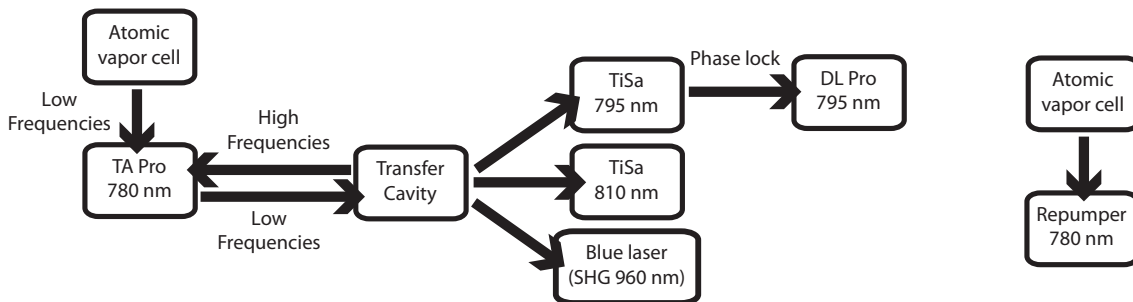 Atomic
vapor cell
Low
Frequencies
TA Pro
780 nm
High
Frequencies
Low
Frequencies
Transfer
Cavity
TiSa
795 nm
Phase lock
DL Pro
795 nm
TiSa
810 nm
Blue laser
(SHG 960 nm)
Atomic
vapor cell
Repumper
780 nm